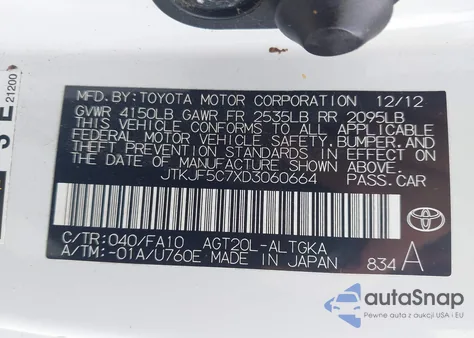 21200
MFD.BY:TOYOTA MOTOR CORPORATION 12/12
GVWR 4150LB GAWR FR 2535LB RR 2095LB
THIS VEHICLE CONFORMS TO ALL APPLICABLE
FEDERAL MOTOR VEHICLE SAFETY,BUMPER,AND
THEFT PREVENTION STANDARDS IN EFFECT ON THE DATE
OF MANUFACTURE SHOWN ABOVE.
JTKJF5C7XD3060664 PASS.CAR
C/TR:040/FA10 AGT20L-ALTGKA
A/TM:-01A/U760E MADE IN JAPAN 834 A
TOYOTA
autoSnap
Pewne auta z aukcji USA i EU